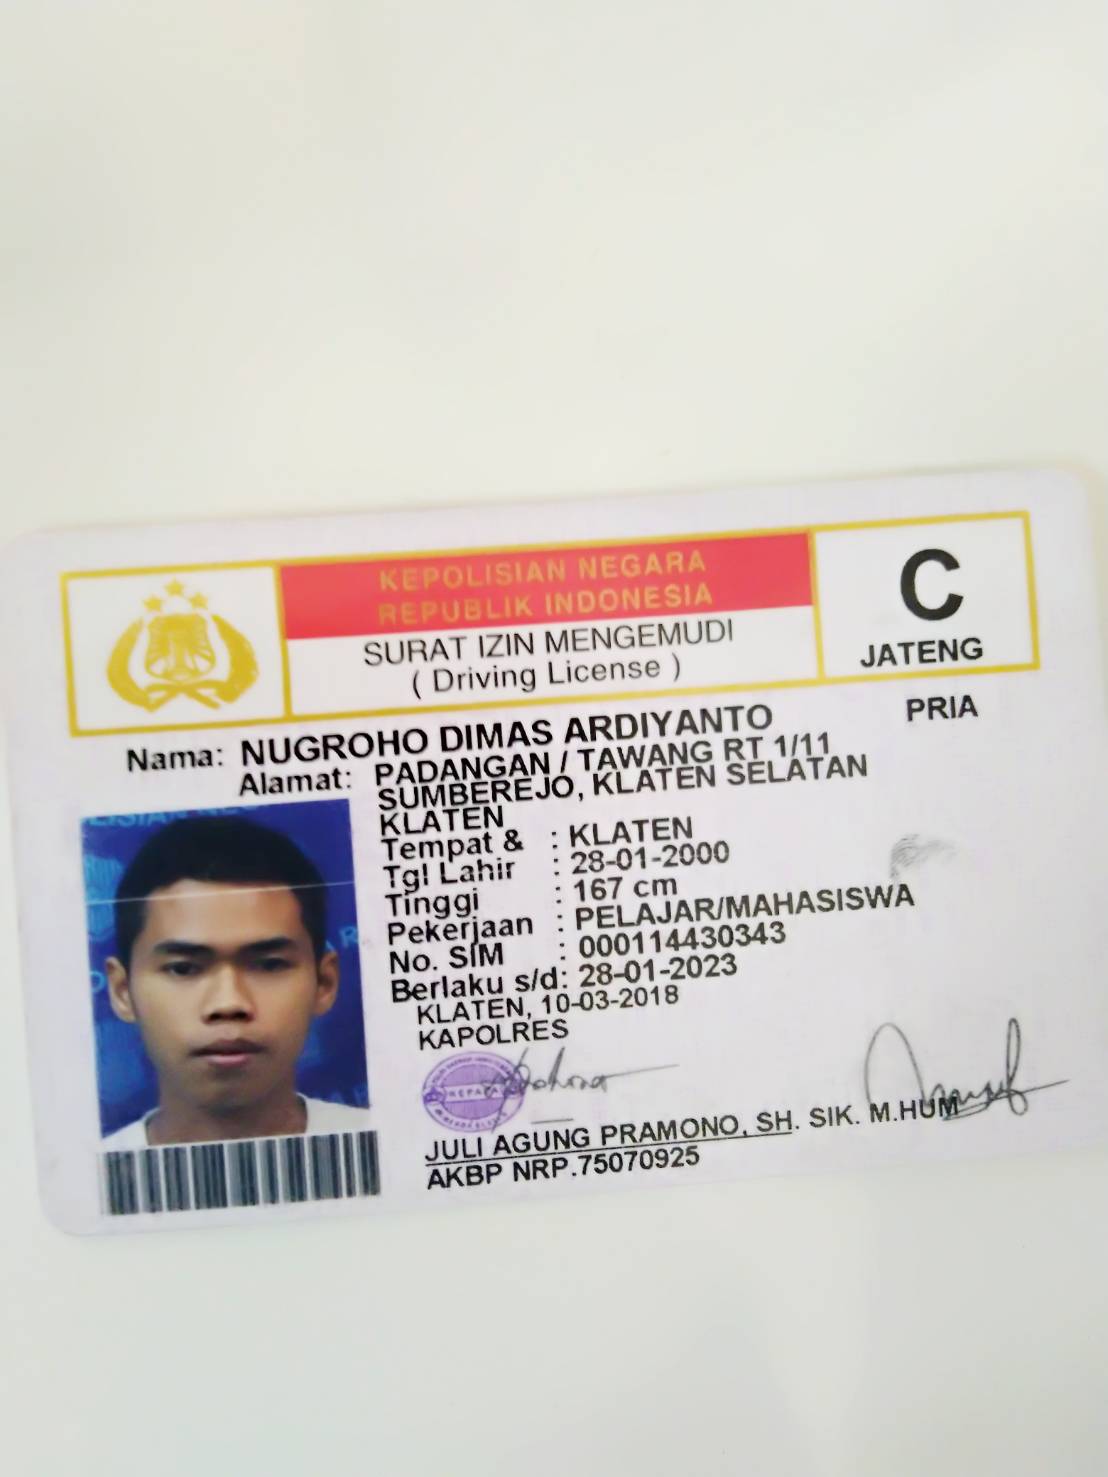 KEPOLISIAN NEGARA
REPUBLIK INDONESIA
SURAT IZIN MENGEMUDI
( Driving License )
C
JATENG
PRIA
Nama: NUGROHO DIMAS ARDIYANTO
Alamat: PADANGAN / TAWANG RT 1/11
SUMBEREJO, KLATEN SELATAN
KLATEN
Tempat & : KLATEN
Tgl Lahir : 28-01-2000
Tinggi : 167 cm
Pekerjaan : PELAJAR/MAHASISWA
No. SIM : 000114430343
Berlaku s/d: 28-01-2023
KLATEN, 10-03-2018
KAPOLRES
JULI AGUNG PRAMONO, SH. SIK. M.HUM
AKBP NRP.75070925